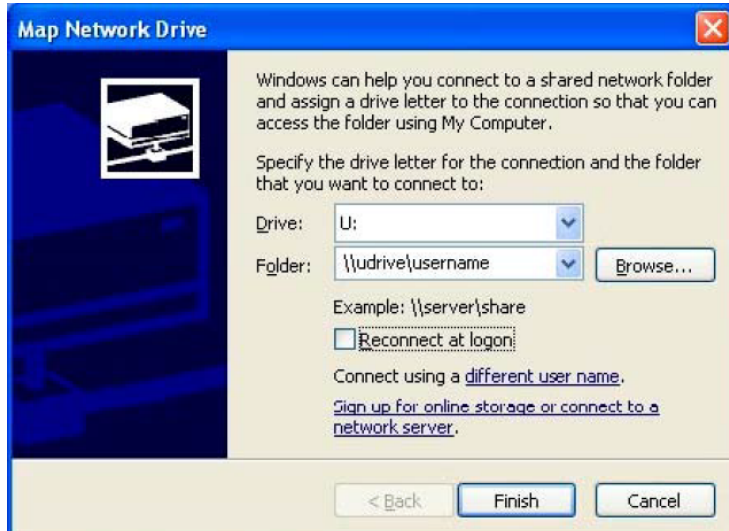 Map Network Drive
Windows can help you connect to a shared network folder
and assign a drive letter to the connection so that you can
access the folder using My Computer.
Specify the drive letter for the connection and the folder
that you want to connect to:
Drive: U:
Folder: \\udrive\username Browse...
Example: \\server\share
Reconnect at logon
Connect using a different user name.
Sign up for online storage or connect to a
network server.
< Back Finish Cancel